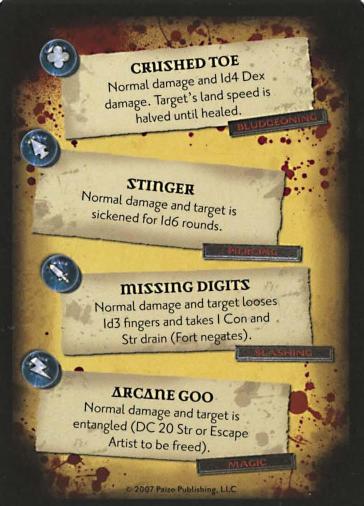 CRUSHED TOE
Normal damage and 1d4 Dex
damage. Target's land speed is
halved until healed.
BLUDGEONING
STINGER
Normal damage and target is
sickened for 1d6 rounds.
PIERCING
MISSING DIGITS
Normal damage and target looses
1d3 fingers and takes 1 Con and
Str drain (Fort negates).
SLASHING
ARCANE GOO
Normal damage and target is
entangled (DC 20 Str or Escape
Artist to be freed).
MAGIC
© 2007 Paizo Publishing, LLC